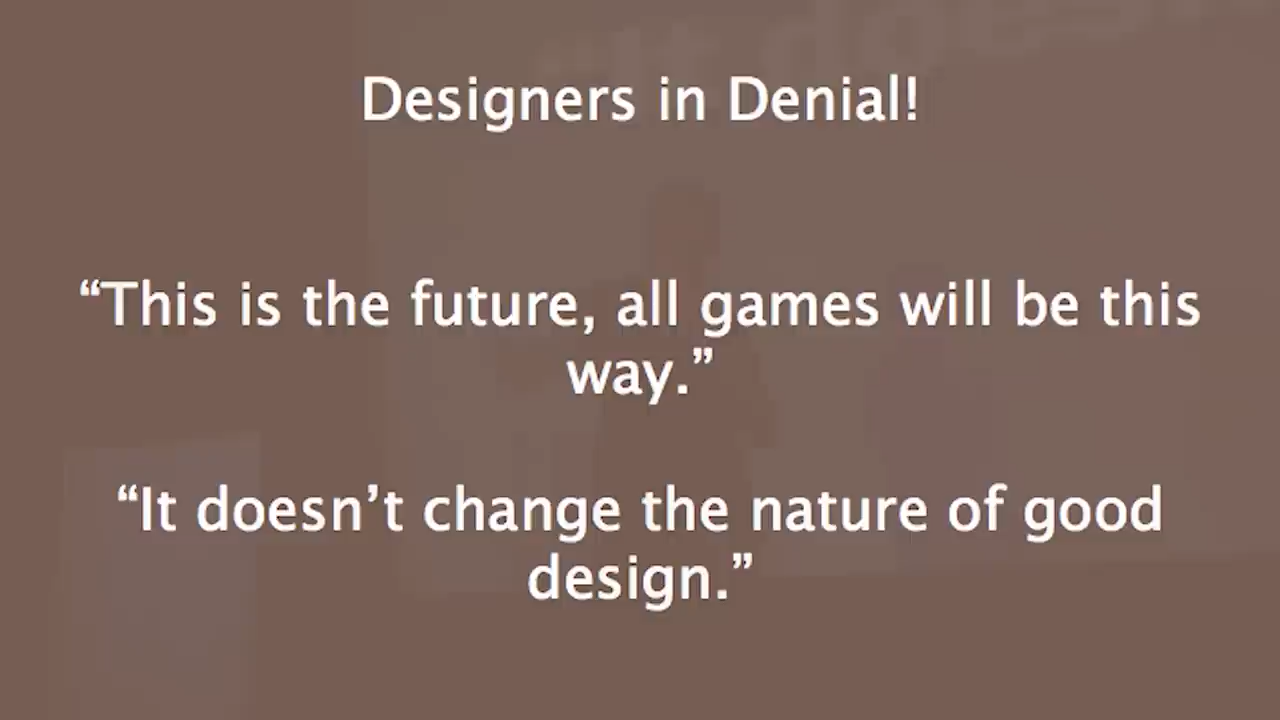 Designers in Denial!
“This is the future, all games will be this
way.”
“It doesn’t change the nature of good
design.”